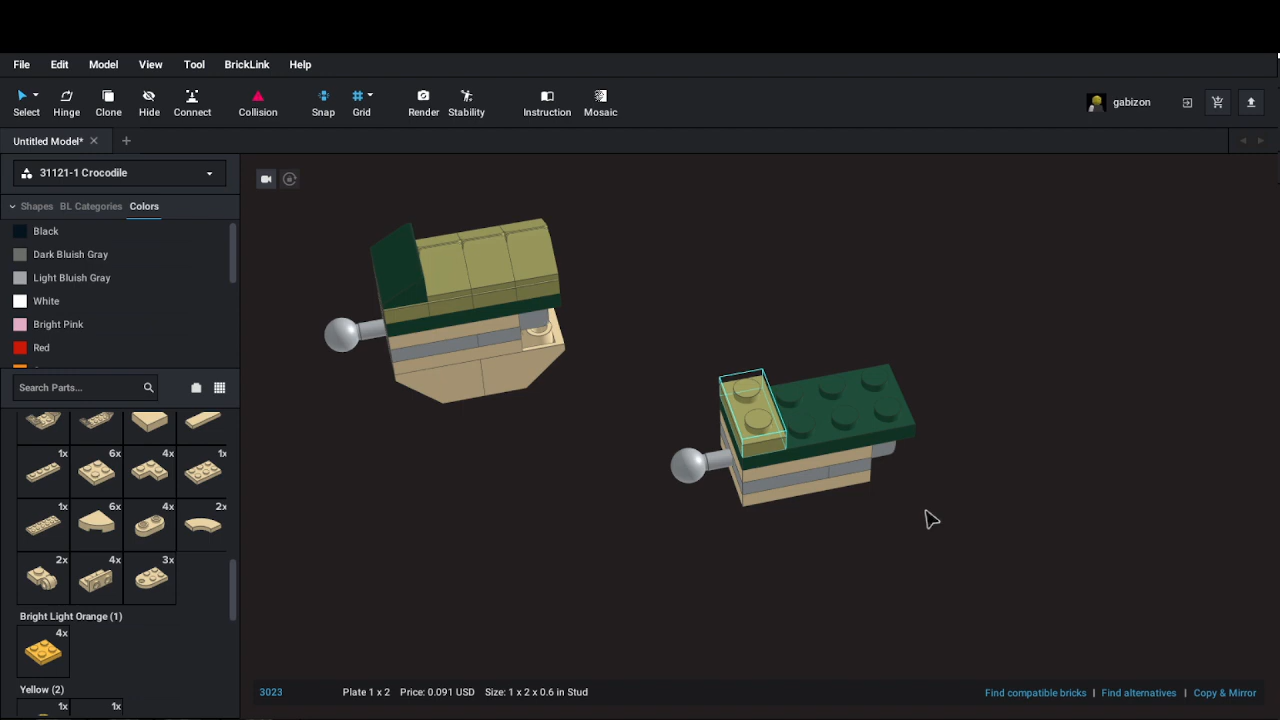 File Edit Model View Tool BrickLink Help
Select Hinge Clone Hide Connect Collision Snap Grid Render Stability Instruction Mosaic gabizon
Untitled Model*
31121-1 Crocodile
Shapes BL Categories Colors
Black
Dark Bluish Gray
Light Bluish Gray
White
Bright Pink
Red
Search Parts...
1x 6x 4x 1x
1x 6x 4x 2x
2x 4x 3x
Bright Light Orange (1)
4x
Yellow (2)
1x 1x
3023 Plate 1 x 2 Price: 0.091 USD Size: 1 x 2 x 0.6 in Stud Find compatible bricks | Find alternatives | Copy & Mirror